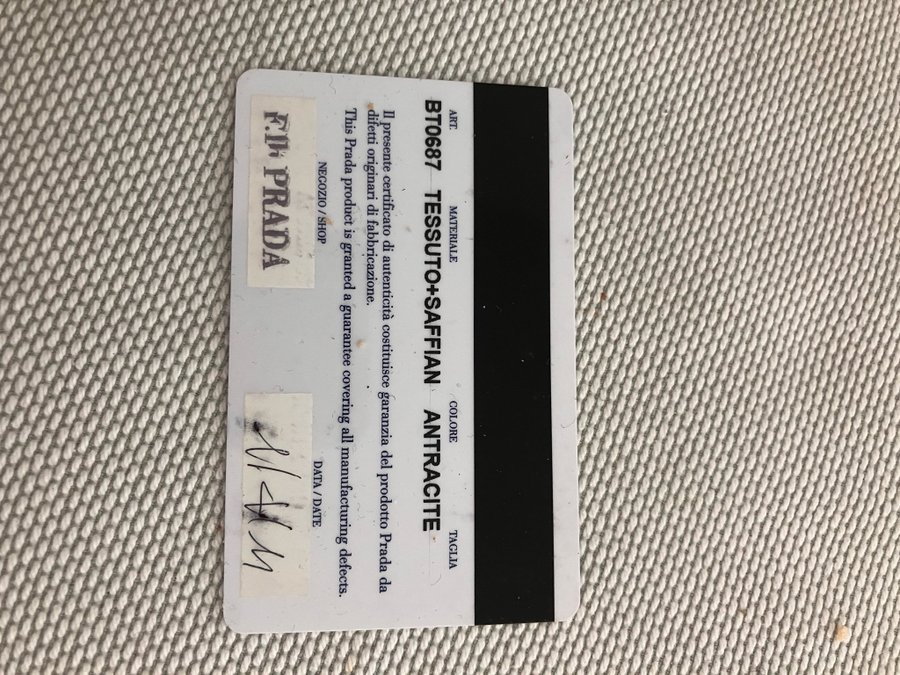 ART. MATERIALE COLORE TAGLIA
BT0687 TESSUTO+SAFFIAN ANTRACITE
Il presente certificato di autenticità costituisce garanzia del prodotto Prada da
difetti originari di fabbricazione.
This Prada product is granted a guarantee covering all manufacturing defects.
NEGOZIO / SHOP DATA / DATE
PRADA